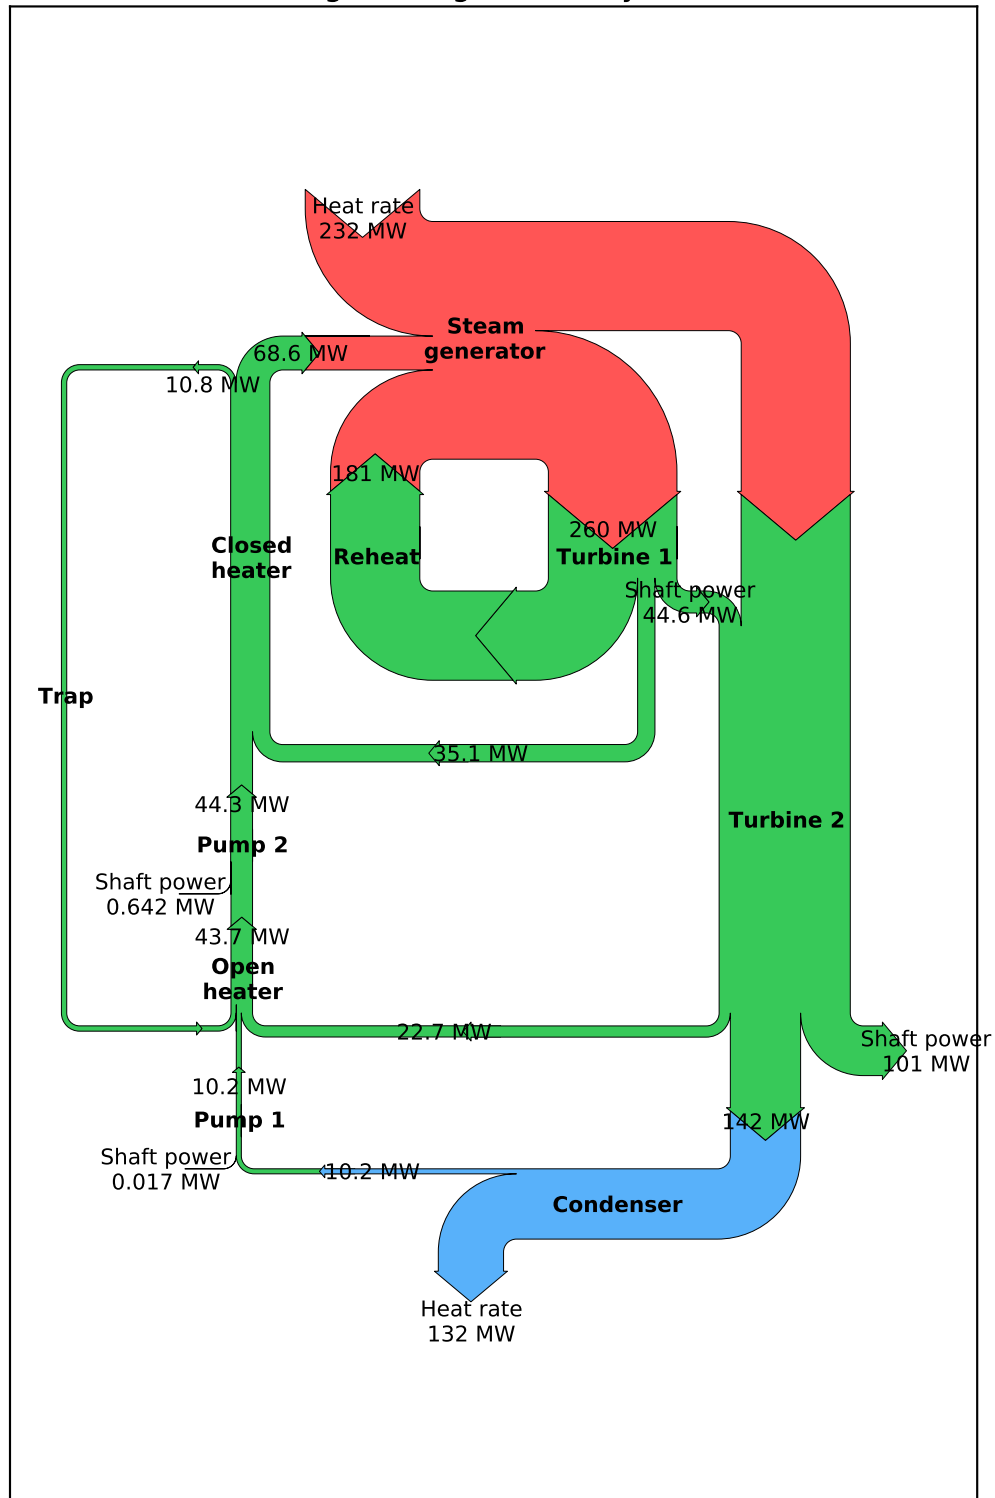 Heat rate
232 MW
Steam
generator
68.6 MW
10.8 MW
181 MW
260 MW
Closed
heater
Reheat
Turbine 1
Shaft power
44.6 MW
Trap
35.1 MW
44.3 MW
Turbine 2
Pump 2
Shaft power
0.642 MW
43.7 MW
Open
heater
22.7 MW
Shaft power
101 MW
10.2 MW
Pump 1
142 MW
Shaft power
0.017 MW
10.2 MW
Condenser
Heat rate
132 MW